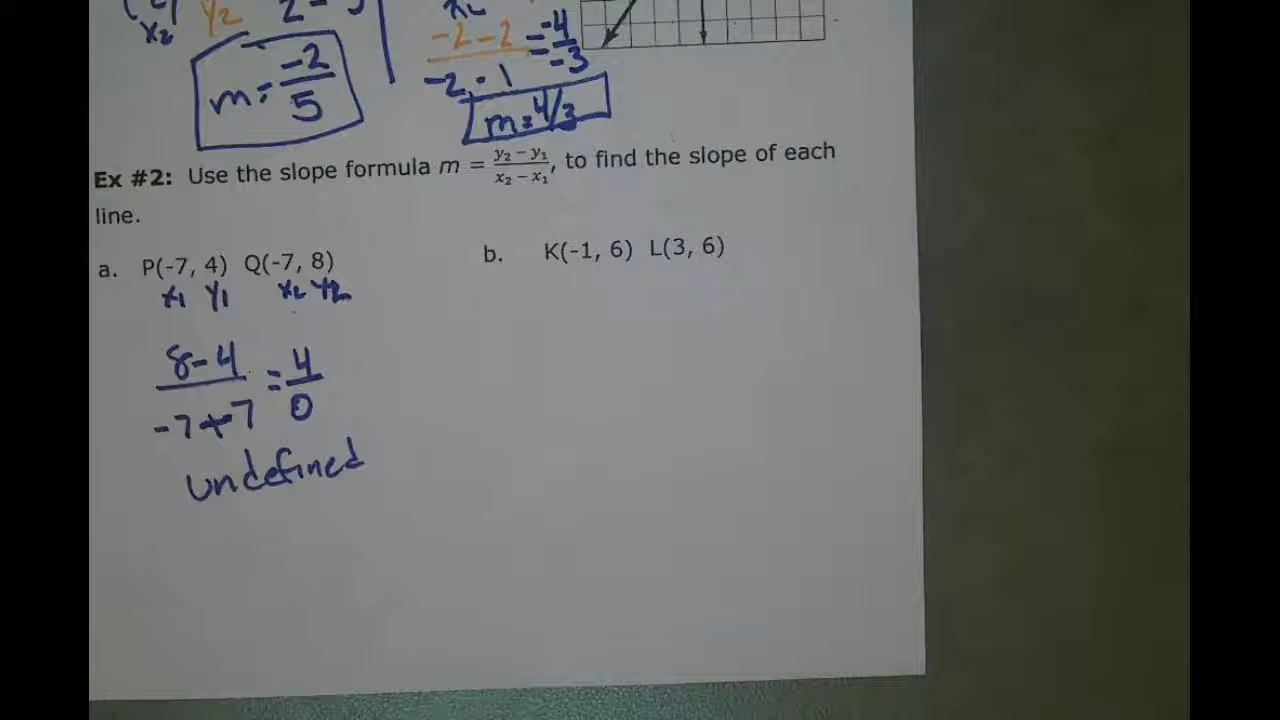 x₂ y₂
m = -2/5
-2 - 2 / -2 - 1 = -4/-3
m = 4/3
Ex #2: Use the slope formula m = y₂ − y₁ / x₂ − x₁, to find the slope of each
line.
a. P(-7, 4) Q(-7, 8) b. K(-1, 6) L(3, 6)
x₁ y₁ x₂ y₂
8-4 / -7+7 = 4/0
undefined